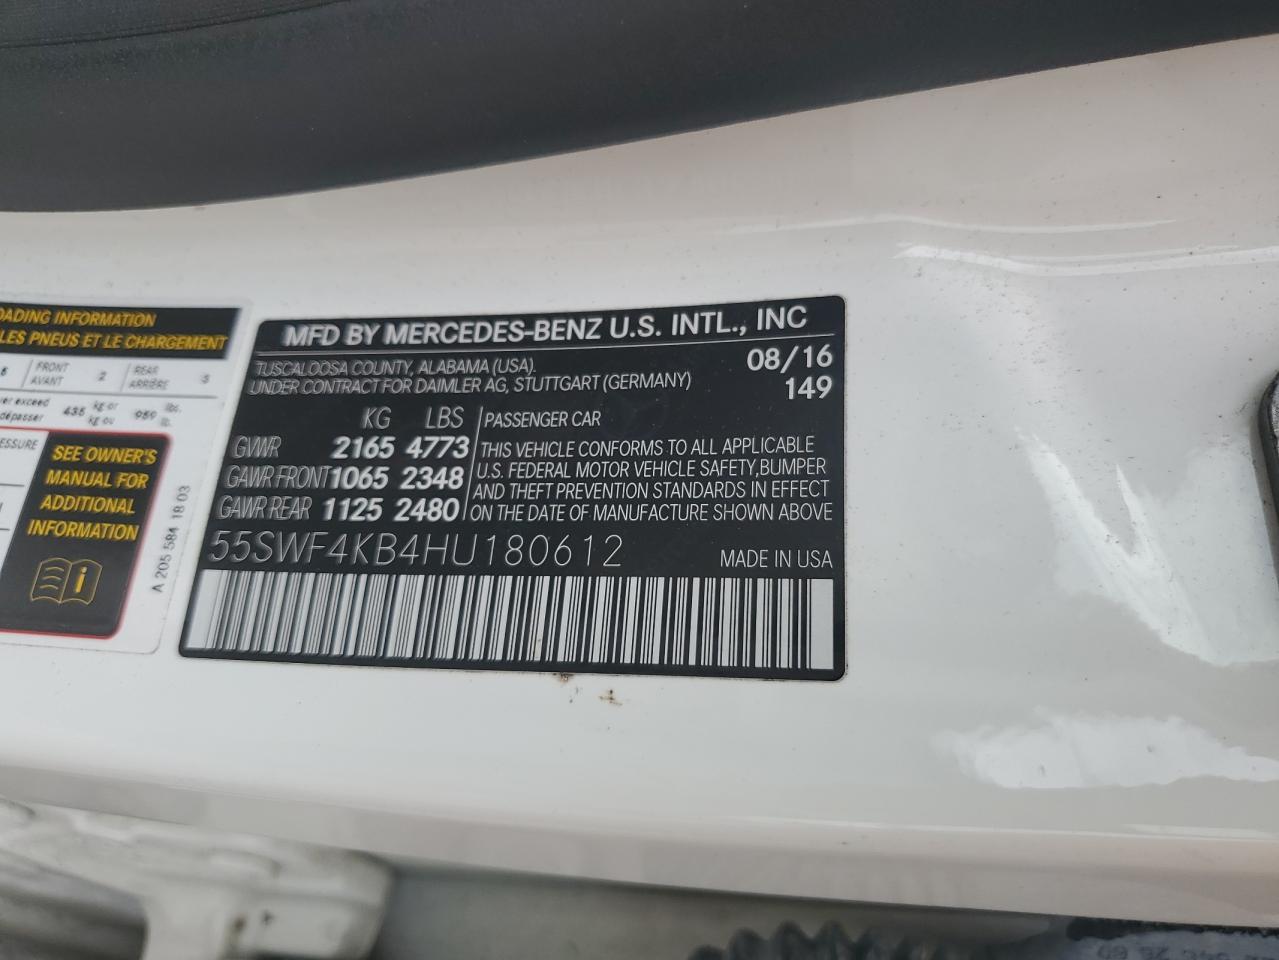 ADING INFORMATION
LES PNEUS ET LE CHARGEMENT
FRONT
AVANT
2
REAR
ARRIÈRE
3
ver exceed
dépasser
435
kg or
kg ou
959
lbs.
lb.
ESSURE
SEE OWNER'S
MANUAL FOR
ADDITIONAL
INFORMATION
A 205 584 18 03
MFD BY MERCEDES-BENZ U.S. INTL., INC
TUSCALOOSA COUNTY, ALABAMA (USA).
UNDER CONTRACT FOR DAIMLER AG, STUTTGART (GERMANY)
08/16
149
KG LBS
GVWR 2165 4773
GAWR FRONT 1065 2348
GAWR REAR 1125 2480
PASSENGER CAR
THIS VEHICLE CONFORMS TO ALL APPLICABLE
U.S. FEDERAL MOTOR VEHICLE SAFETY, BUMPER
AND THEFT PREVENTION STANDARDS IN EFFECT
ON THE DATE OF MANUFACTURE SHOWN ABOVE
55SWF4KB4HU180612
MADE IN USA